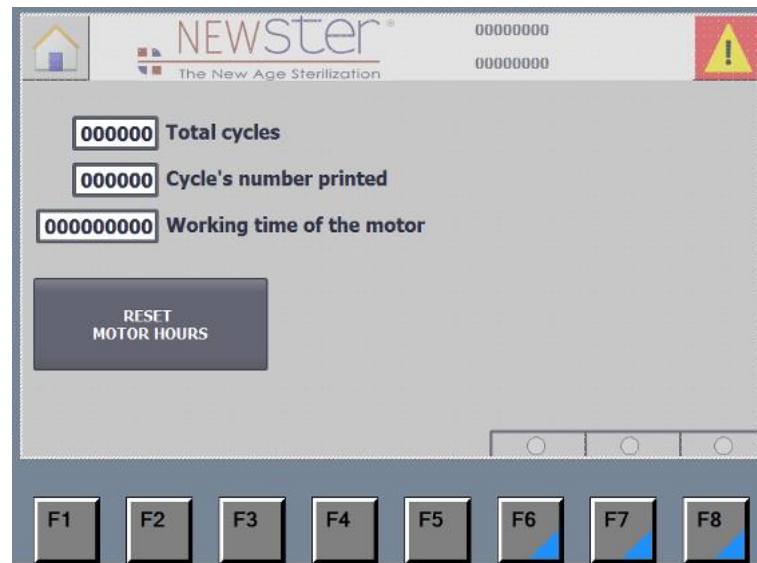 NEWSter®
00000000
The New Age Sterilization
00000000
000000 Total cycles
000000 Cycle's number printed
000000000 Working time of the motor
RESET
MOTOR HOURS
F1 F2 F3 F4 F5 F6 F7 F8